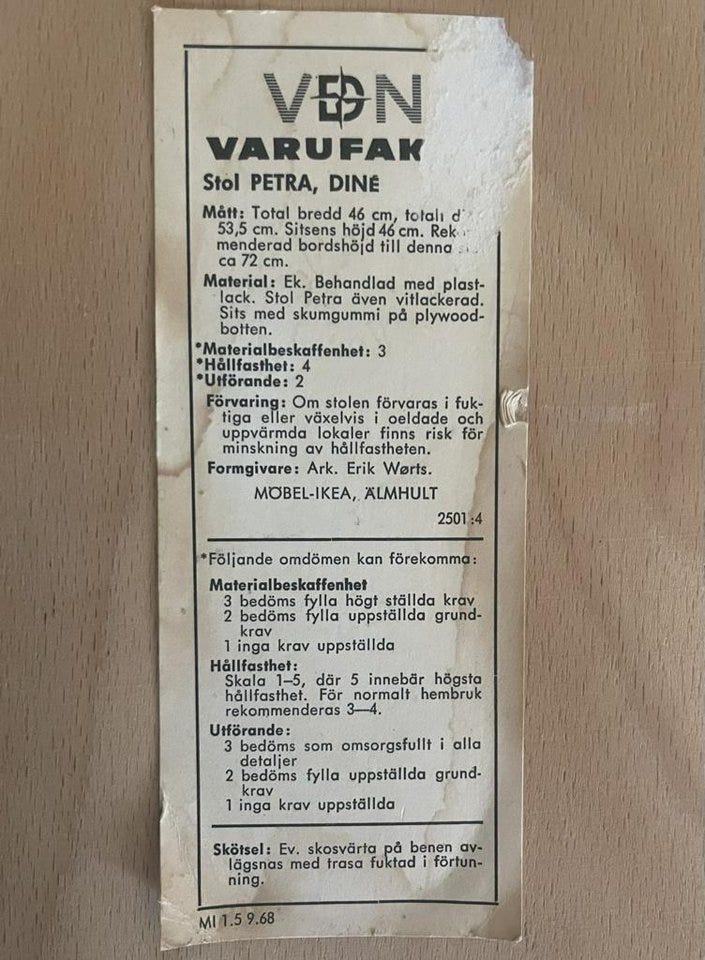 VDN
VARUFAK
Stol PETRA, DINÉ
Mått: Total bredd 46 cm, totalt
53,5 cm. Sitsens höjd 46 cm. Rek
menderad bordshöjd till denna
ca 72 cm.
Material: Ek. Behandlad med plast-
lack. Stol Petra även vitlackerad.
Sits med skumgummi på plywood-
botten.
*Materialbeskaffenhet: 3
*Hållfasthet: 4
*Utförande: 2
Förvaring: Om stolen förvaras i fuk-
tiga eller växelvis i oeldade och
uppvärmda lokaler finns risk för
minskning av hållfastheten.
Formgivare: Ark. Erik Wørts.
MÖBEL-IKEA, ÄLMHULT
2501:4
*Följande omdömen kan förekomma:
Materialbeskaffenhet
3 bedöms fylla högt ställda krav
2 bedöms fylla uppställda grund-
krav
1 inga krav uppställda
Hållfasthet:
Skala 1–5, där 5 innebär högsta
hållfasthet. För normalt hembruk
rekommenderas 3—4.
Utförande:
3 bedöms som omsorgsfullt i alla
detaljer
2 bedöms fylla uppställda grund-
krav
1 inga krav uppställda
Skötsel: Ev. skosvärta på benen av-
lägsnas med trasa fuktad i förtun-
ning.
MI 1.5 9.68